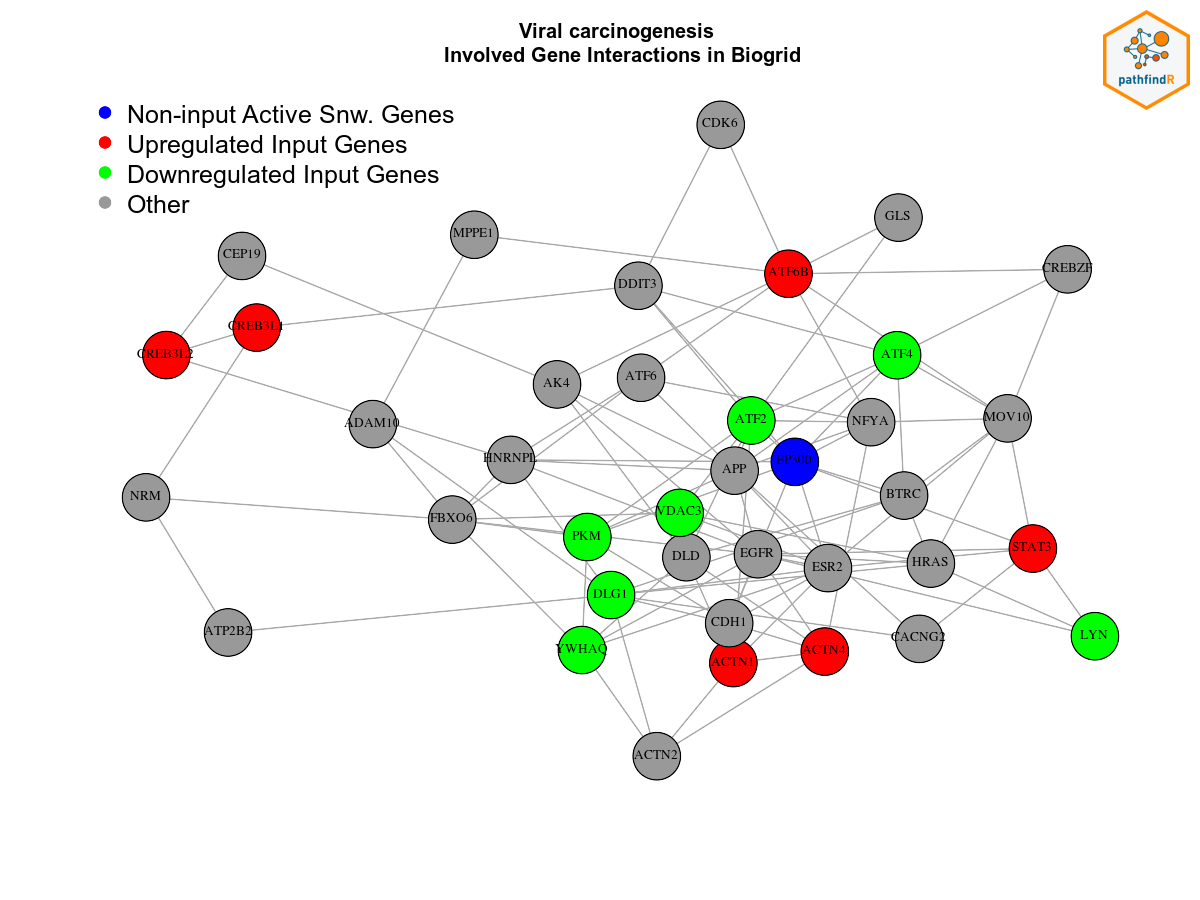 Viral carcinogenesis
Involved Gene Interactions in Biogrid
pathfindR
Non-input Active Snw. Genes
Upregulated Input Genes
Downregulated Input Genes
Other
CDK6
GLS
MPPE1
CEP19
ATF6B
CREBZF
DDIT3
CREB3L1
CREB3L2
ATF4
ATF6
AK4
ATF2
NFYA
MOV10
ADAM10
HNRNPL
EP300
APP
NRM
BTRC
FBXO6
VDAC3
PKM
STAT3
DLD
EGFR
HRAS
ESR2
DLG1
CDH1
ATP2B2
LYN
CACNG2
YWHAQ
ACTN4
ACTN1
ACTN2